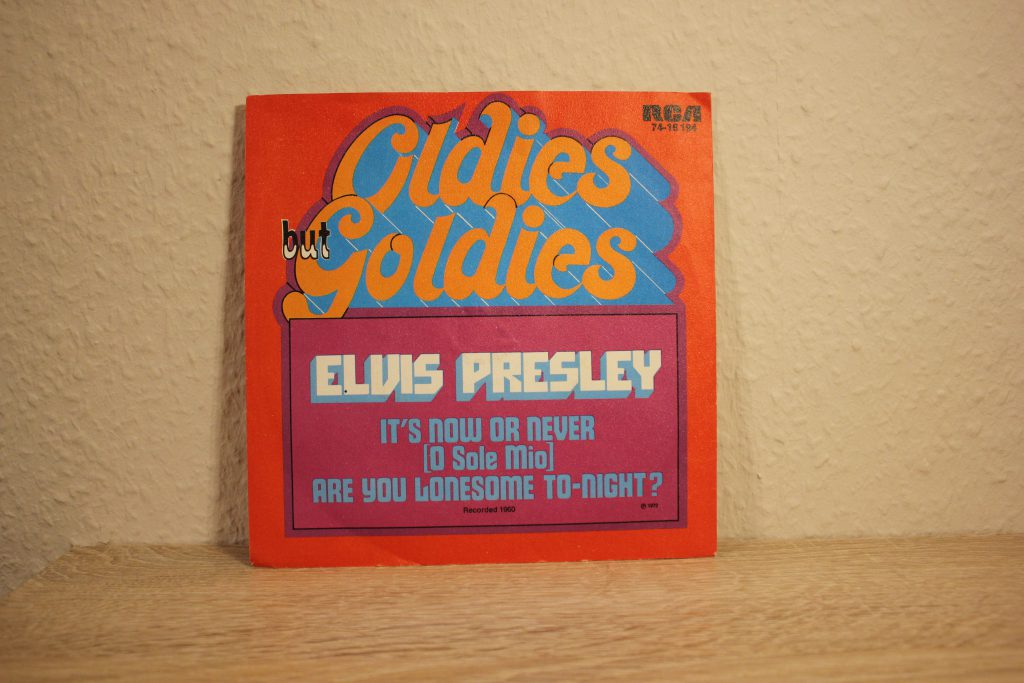 RCA
74-16 194
Oldies
but
Goldies
ELVIS PRESLEY
IT'S NOW OR NEVER
[O Sole Mio]
ARE YOU LONESOME TO-NIGHT?
Recorded 1960